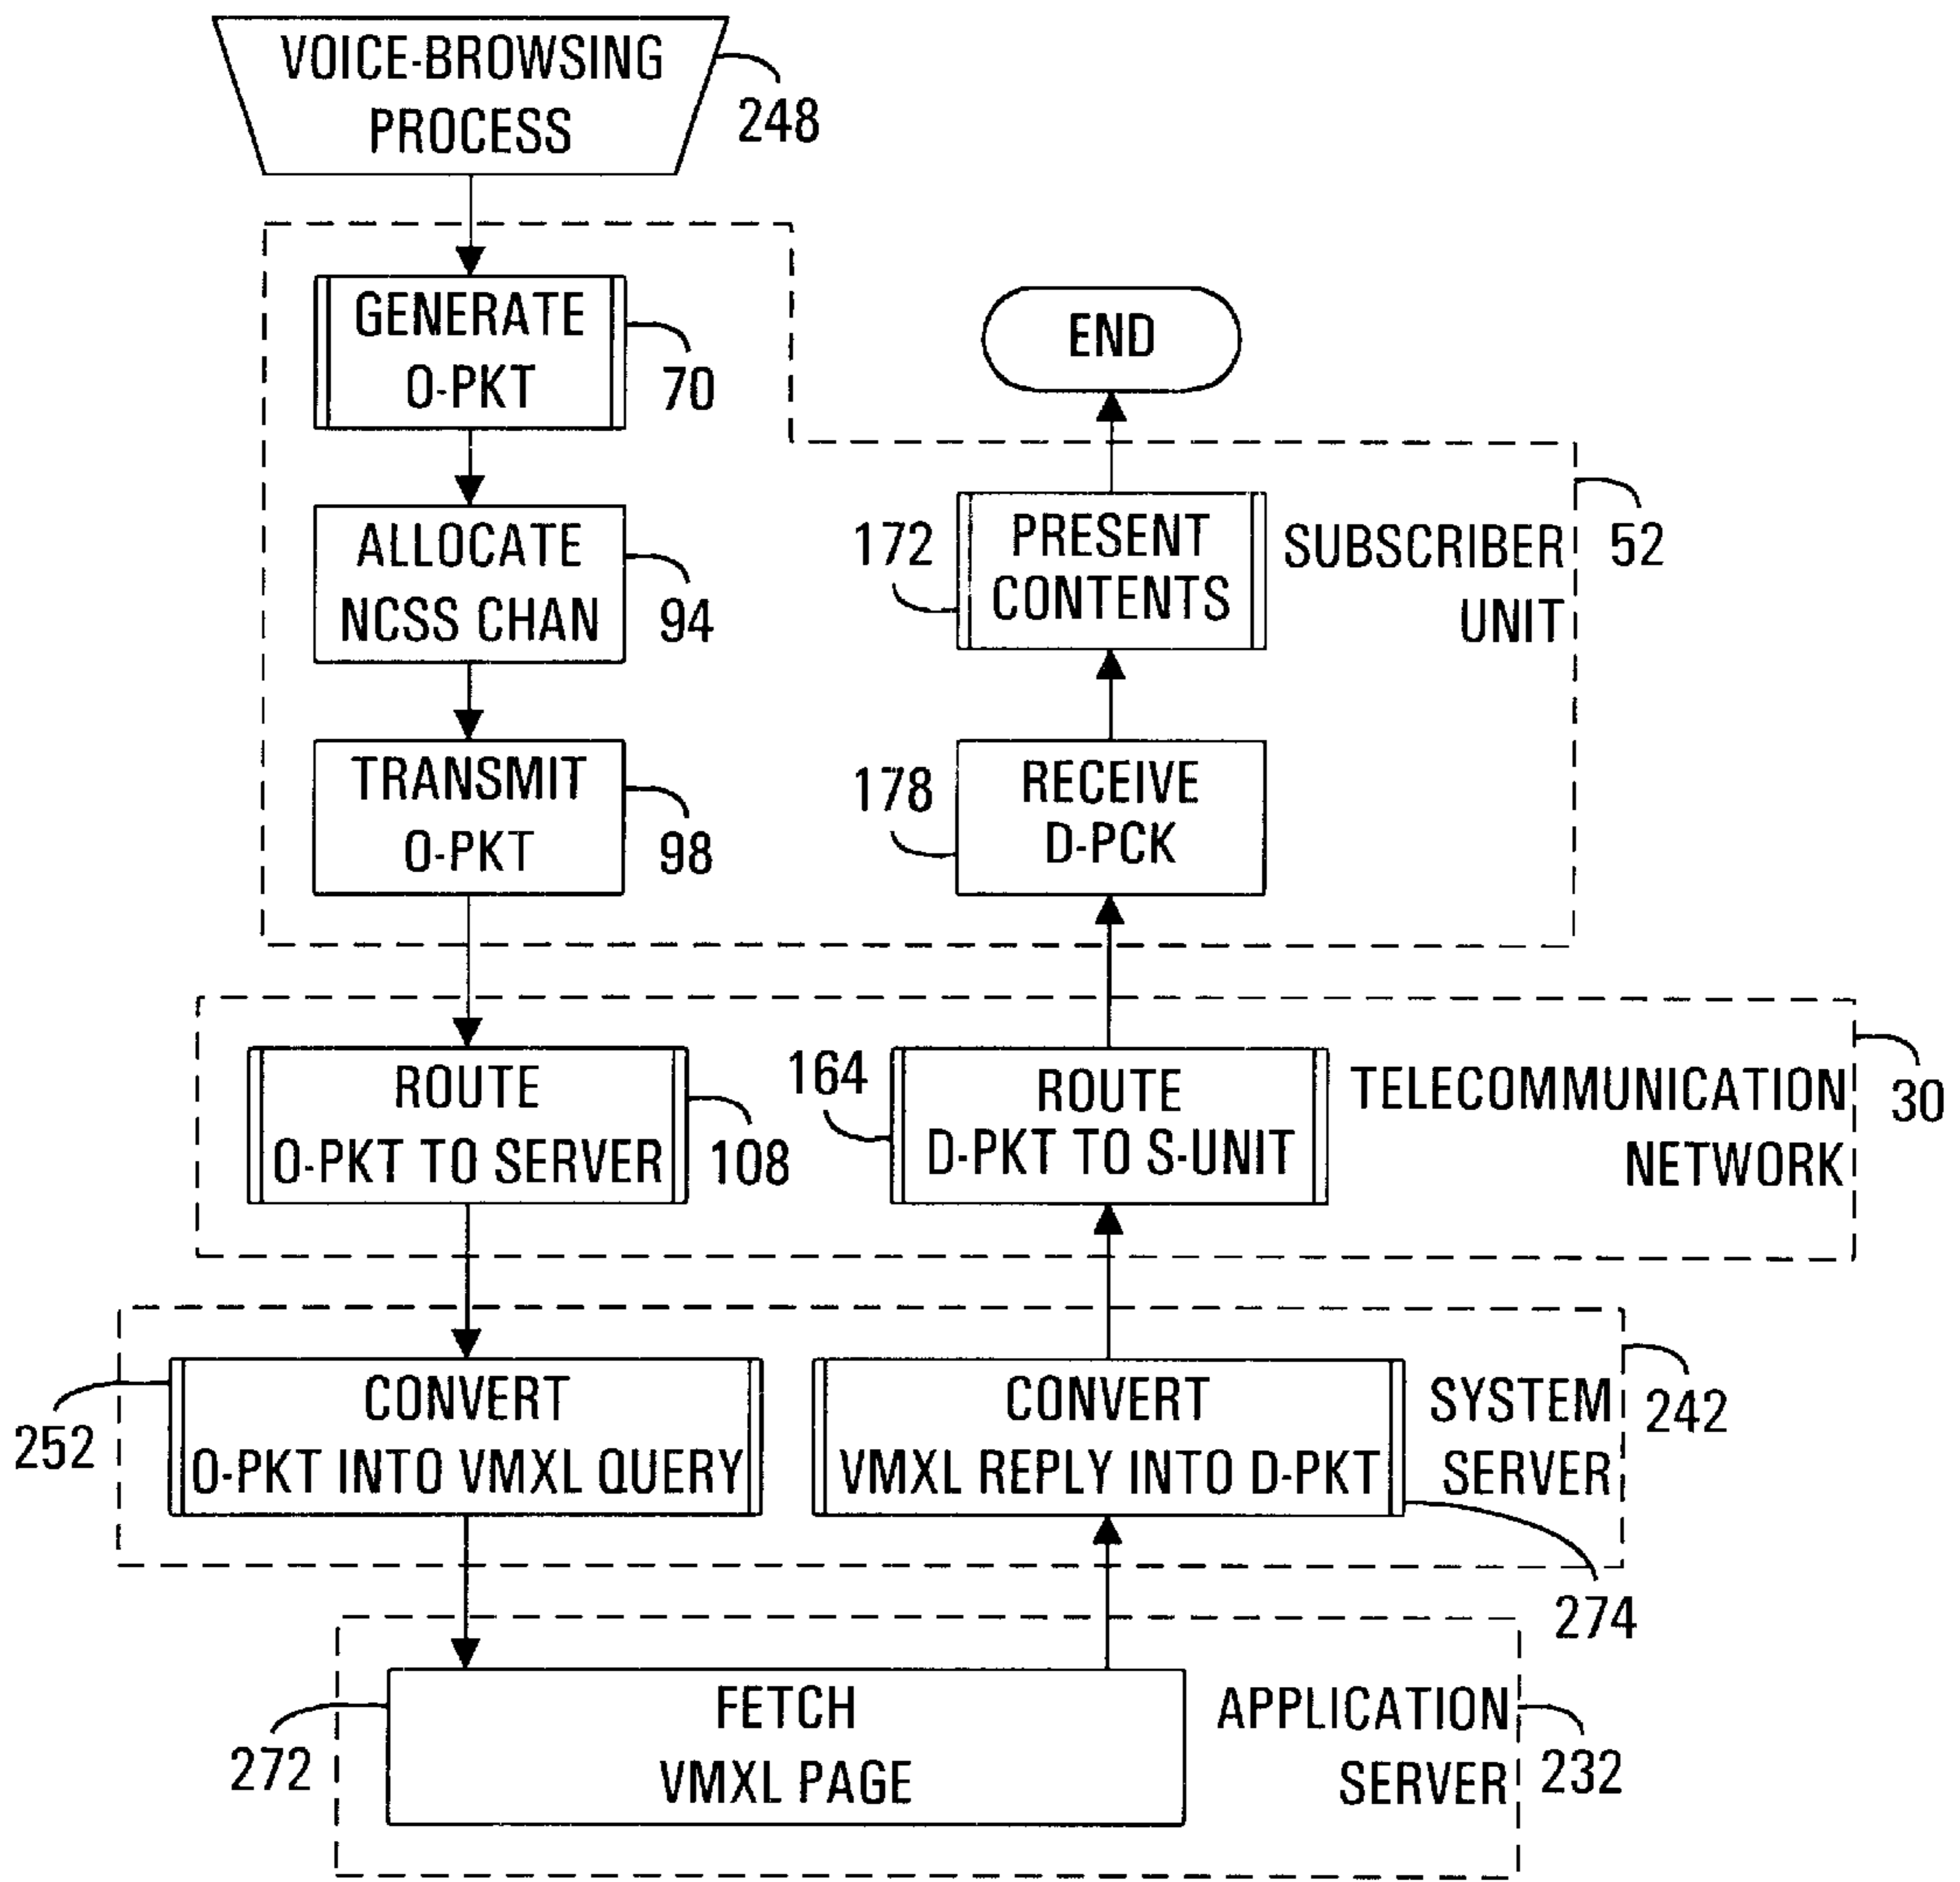 VOICE-BROWSING
PROCESS
248
GENERATE
O-PKT
70
ALLOCATE
NCSS CHAN
94
TRANSMIT
O-PKT
98
END
PRESENT
CONTENTS
172
SUBSCRIBER
UNIT
52
RECEIVE
D-PCK
178
ROUTE
O-PKT TO SERVER
108
ROUTE
D-PKT TO S-UNIT
164
TELECOMMUNICATION
NETWORK
30
CONVERT
O-PKT INTO VMXL QUERY
252
CONVERT
VMXL REPLY INTO D-PKT
274
SYSTEM
SERVER
242
FETCH
VMXL PAGE
272
APPLICATION
SERVER
232